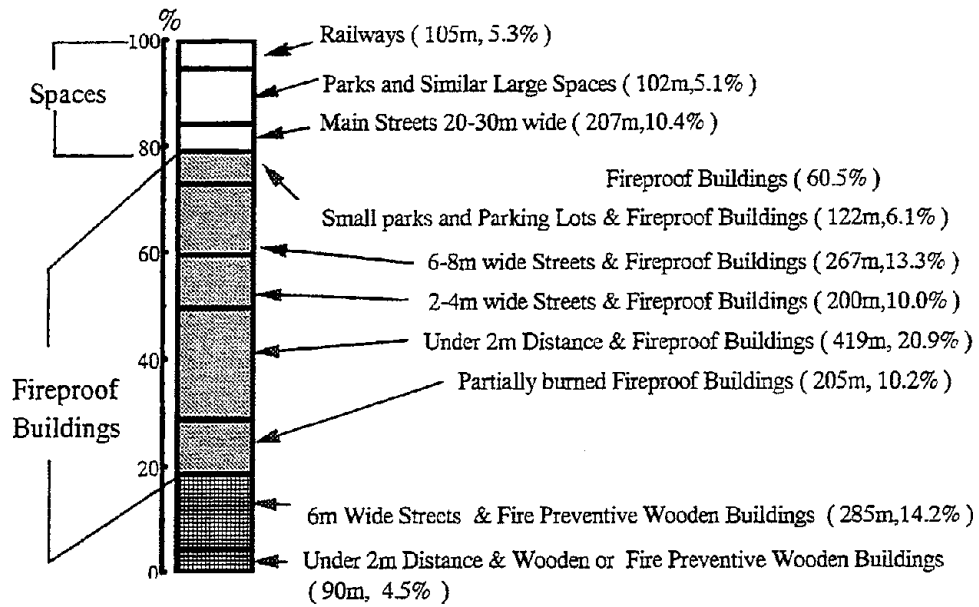 %
100
Railways ( 105m, 5.3% )
Spaces
Parks and Similar Large Spaces ( 102m,5.1% )
Main Streets 20-30m wide ( 207m,10.4% )
80
Fireproof Buildings ( 60.5% )
Small parks and Parking Lots & Fireproof Buildings ( 122m,6.1% )
60
6-8m wide Streets & Fireproof Buildings ( 267m,13.3% )
2-4m wide Streets & Fireproof Buildings ( 200m,10.0% )
Under 2m Distance & Fireproof Buildings ( 419m, 20.9% )
40
Partially burned Fireproof Buildings ( 205m, 10.2% )
Fireproof
Buildings
20
6m Wide Streets & Fire Preventive Wooden Buildings ( 285m,14.2% )
Under 2m Distance & Wooden or Fire Preventive Wooden Buildings
0
( 90m, 4.5% )